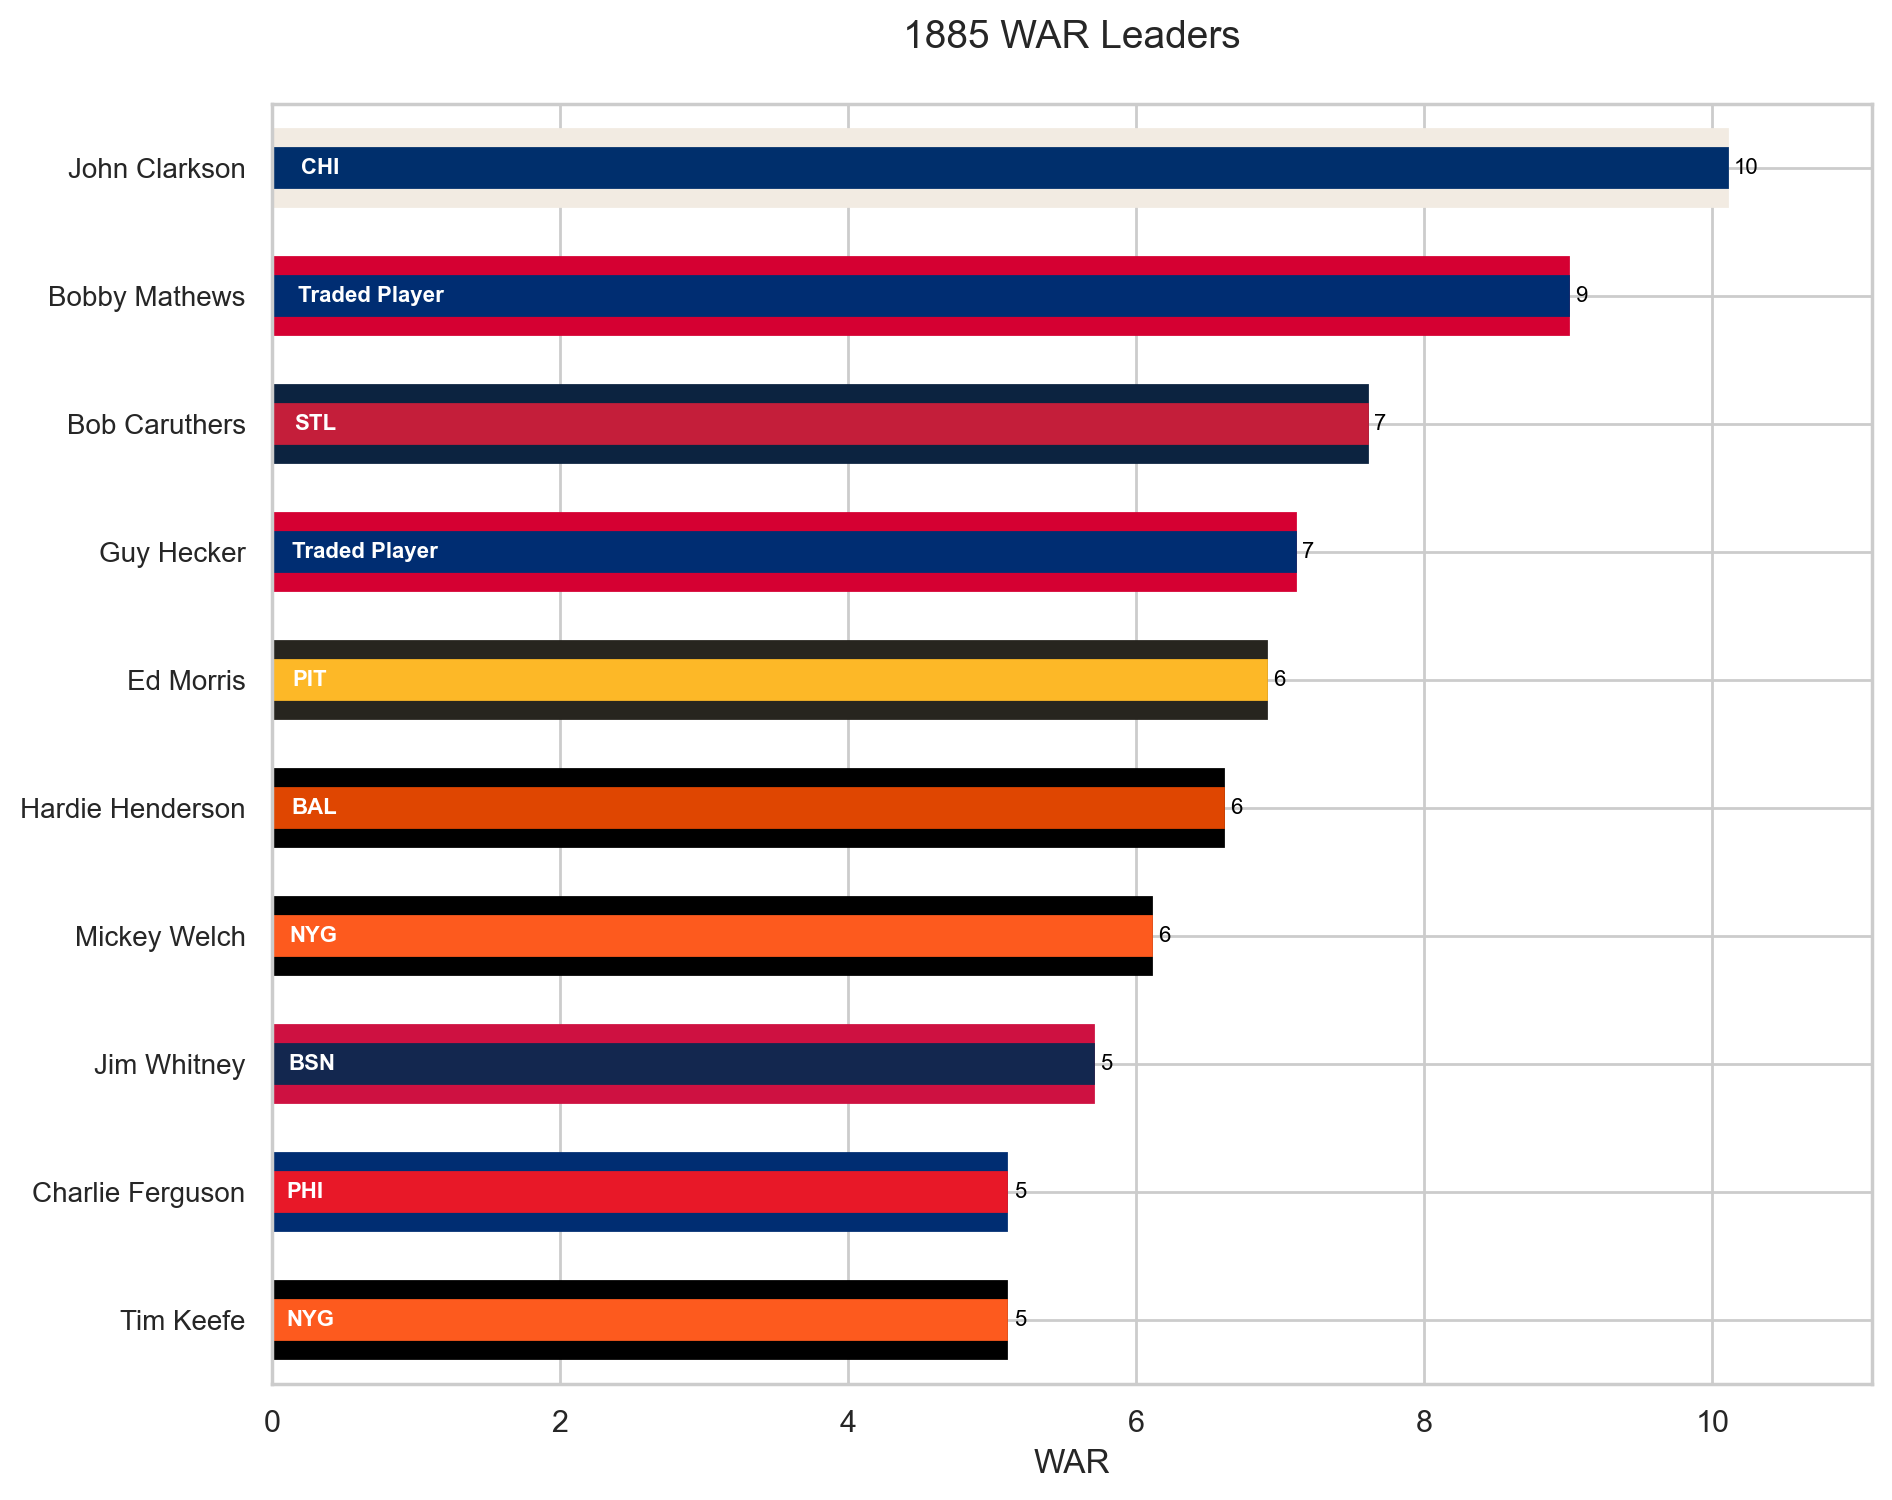 1885 WAR Leaders
John Clarkson CHI 10
Bobby Mathews Traded Player 9
Bob Caruthers STL 7
Guy Hecker Traded Player 7
Ed Morris PIT 6
Hardie Henderson BAL 6
Mickey Welch NYG 6
Jim Whitney BSN 5
Charlie Ferguson PHI 5
Tim Keefe NYG 5
0 2 4 6 8 10
WAR